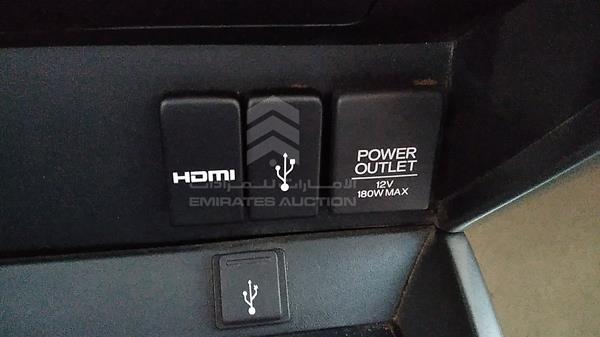 HDMI
POWER
OUTLET
12V
180W MAX
الامارات للمزادات
EMIRATES AUCTION